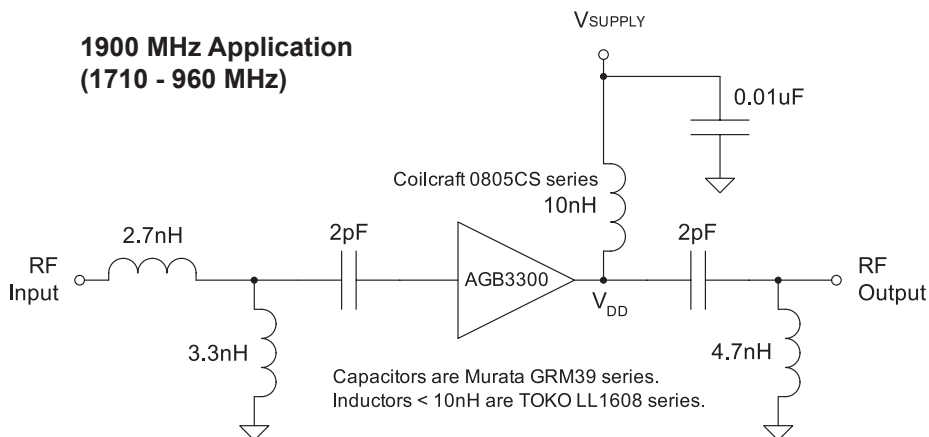 1900 MHz Application
(1710 - 960 MHz)
VSUPPLY
0.01uF
Coilcraft 0805CS series
10nH
2.7nH
2pF
2pF
RF
Input
AGB3300
VDD
RF
Output
3.3nH
4.7nH
Capacitors are Murata GRM39 series.
Inductors < 10nH are TOKO LL1608 series.